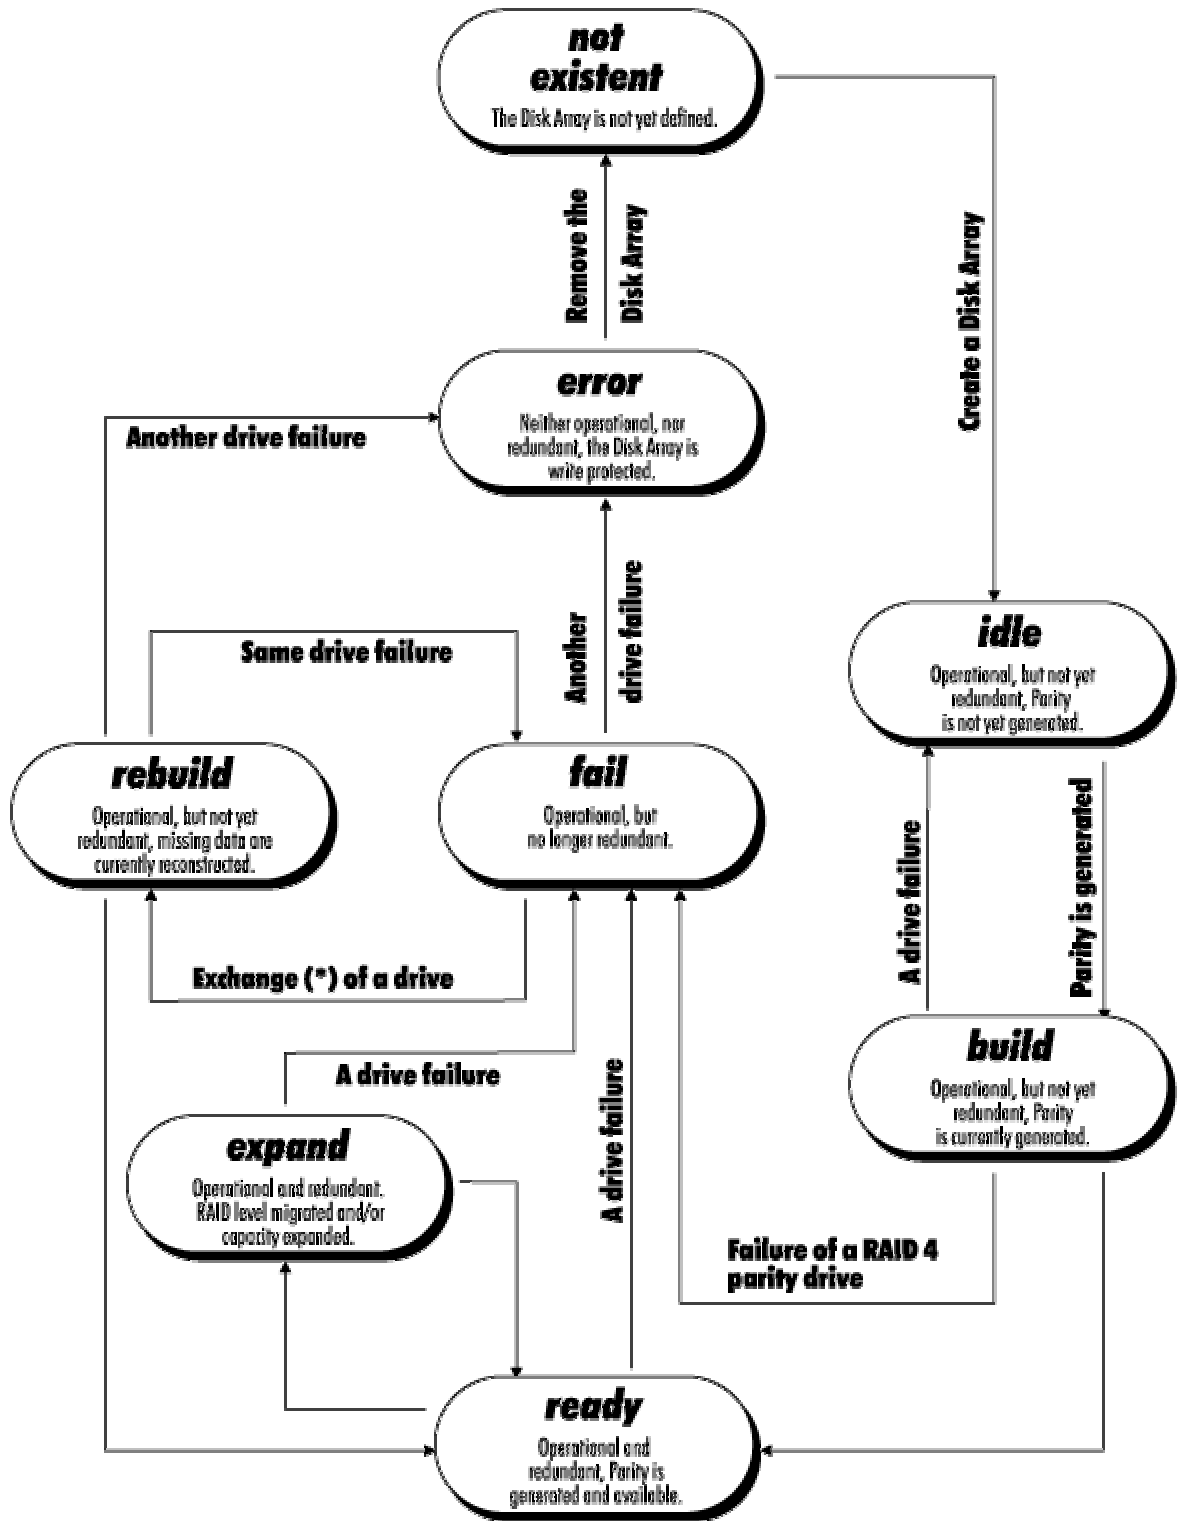 not
existent
The Disk Array is not yet defined.
Remove the
Disk Array
Create a Disk Array
error
Neither operational, nor
redundant, the Disk Array is
write protected.
Another drive failure
Another
drive failure
idle
Operational, but not yet
redundant, Parity
is not yet generated.
Same drive failure
rebuild
Operational, but not yet
redundant, missing data are
currently reconstructed.
fail
Operational, but
no longer redundant.
A drive failure
Parity is generated
Exchange (*) of a drive
build
Operational, but not yet
redundant, Parity
is currently generated.
A drive failure
A drive failure
expand
Operational and redundant.
RAID level migrated and/or
capacity expanded.
Failure of a RAID 4
parity drive
ready
Operational and
redundant, Parity is
generated and available.